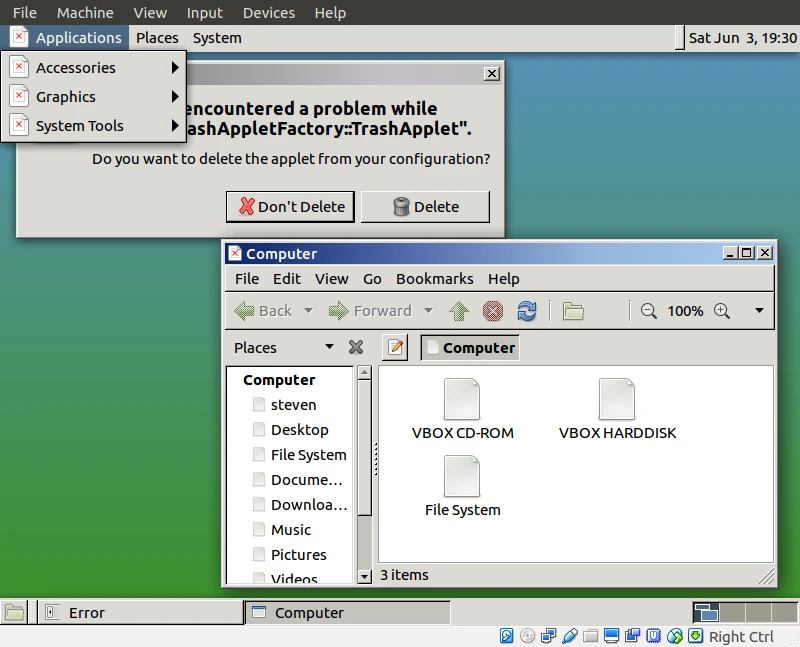 File Machine View Input Devices Help
Applications Places System Sat Jun 3, 19:30
Accessories
Graphics
System Tools
encountered a problem while
ashAppletFactory::TrashApplet".
Do you want to delete the applet from your configuration?
Don't Delete Delete
Computer
File Edit View Go Bookmarks Help
Back Forward 100%
Places Computer
Computer
steven
Desktop
File System
Docume...
Downloa...
Music
Pictures
Videos
VBOX CD-ROM VBOX HARDDISK
File System
3 items
Error Computer
Right Ctrl